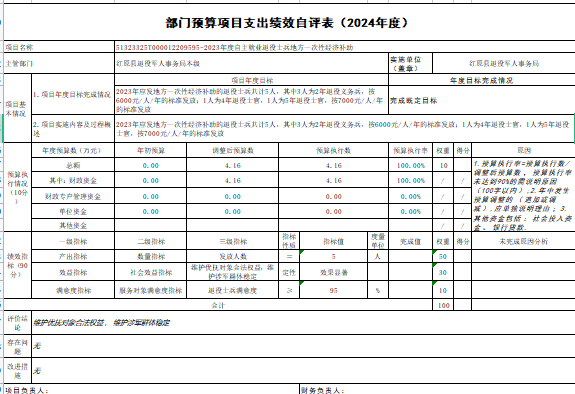 部门预算项目支出绩效自评表（2024年度）
项目名称 51323325T000012209595-2023年度自主就业退役士兵地方一次性经济补助
主管部门 红原县退役军人事务局本级 实施单位（盖章） 红原县退役军人事务局
项目基本情况 1. 项目年度目标完成情况 项目年度目标 年度目标完成情况
2023年应发地方一次性经济补助的退役士兵共计5人，其中3人为2年退役义务兵，按6000元/人/年的标准发放；1人为4年退役士官，1人为5年退役士官，按7000元/人/年的标准发放 完成既定目标
2. 项目实施内容及过程概述 2023年应发地方一次性经济补助的退役士兵共计5人，其中3人为2年退役义务兵，按6000元/人/年的标准发放；1人为4年退役士官，1人为5年退役士官，按7000元/人/年的标准发放
预算执行情况（10分） 年度预算数（万元） 年初预算 调整后预算数 预算执行数 预算执行率 权重 得分 原因
总额 0.00 4.16 4.16 100.00% 10
其中：财政资金 0.00 4.16 4.16 100.00% / /
财政专户管理资金 0.00 0.00 0.00 0.00% / /
单位资金 0.00 0.00 0.00 0.00% / /
其他资金 / /
1.预算执行率=预算执行数/调整后预算数，预算执行率未达到90%的需说明原因（100字以内）;2.年中发生预算调整的（更加或减少）,应单独说明理由；3.其他资金包括：社会投入资金、银行贷款.
绩效指标（90分） 一级指标 二级指标 三级指标 指标性质 指标值 度量单位 完成值 权重 得分 未完成原因分析
产出指标 数量指标 发放人数 ＝ 5 人 50
效益指标 社会效益指标 维护优抚对象合法权益，维护涉军群体稳定 定性 效果显著 30
满意度指标 服务对象满意度指标 退役士兵满意度 ≥ 95 % 10
合计 100
评价结论 维护优抚对象合法权益、维护涉军群体稳定
存在问题 无
改进措施 无
项目负责人： 财务负责人：